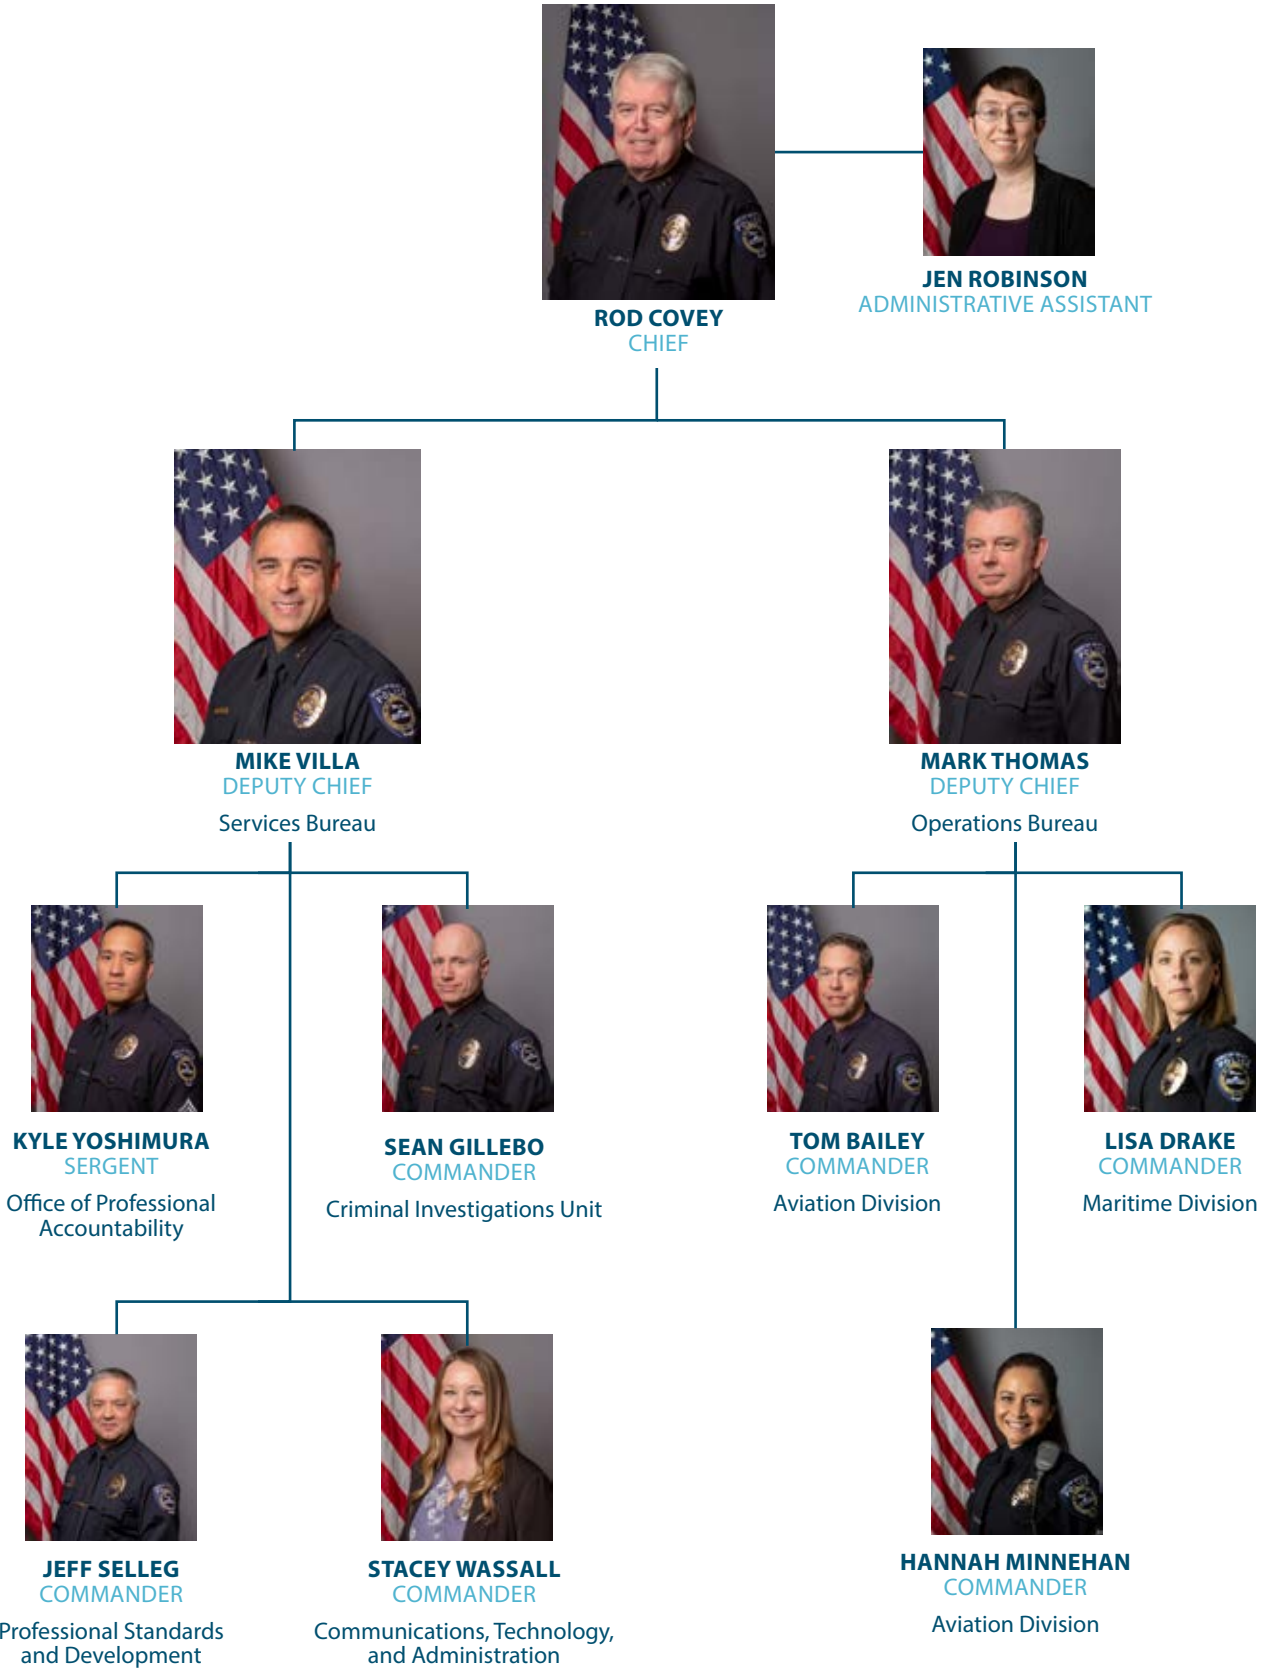 JEN ROBINSON
ADMINISTRATIVE ASSISTANT
ROD COVEY
CHIEF
MIKE VILLA
DEPUTY CHIEF
Services Bureau
MARK THOMAS
DEPUTY CHIEF
Operations Bureau
KYLE YOSHIMURA
SERGENT
Office of Professional
Accountability
SEAN GILLEBO
COMMANDER
Criminal Investigations Unit
TOM BAILEY
COMMANDER
Aviation Division
LISA DRAKE
COMMANDER
Maritime Division
JEFF SELLEG
COMMANDER
Professional Standards
and Development
STACEY WASSALL
COMMANDER
Communications, Technology,
and Administration
HANNAH MINNEHAN
COMMANDER
Aviation Division